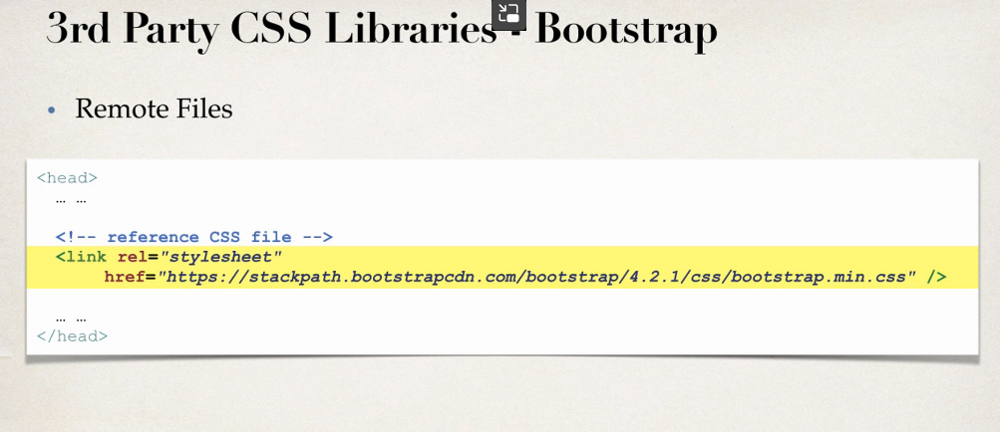 3rd Party CSS Libraries - Bootstrap
• Remote Files
<head>
… …
<!-- reference CSS file -->
<link rel="stylesheet"
href="https://stackpath.bootstrapcdn.com/bootstrap/4.2.1/css/bootstrap.min.css" />
… …
</head>